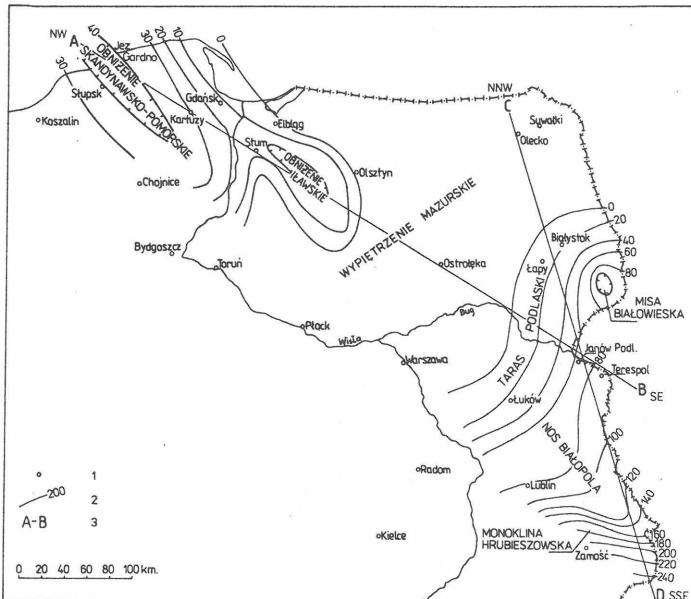 NW
A
40
30
20
10
0
30
Jez.
Gardno
OBNIŻENIE
SKANDYNAWSKO-POMORSKIE
Słupsk
Koszalin
Gdańsk
Kartuzy
Elbląg
Sztum
OBNIŻENIE
IŁAWSKIE
Olsztyn
Chojnice
Bydgoszcz
Toruń
Płock
Wisła
WYPIĘTRZENIE MAZURSKIE
NNW
C
Suwałki
Olecko
0
20
40
60
80
Białystok
Łapy
Ostrołęka
MISA
BIAŁOWIESKA
TARAS PODLASKI
Bug
Warszawa
Janów Podl.
80
Terespol
B SE
Łuków
NOS BIAŁOPOLA
100
120
140
Radom
Lublin
MONOKLINA
HRUBIESZOWSKA
160
180
200
220
240
Zamość
Kielce
D SSE
1
200 2
A-B 3
0 20 40 60 80 100 km.